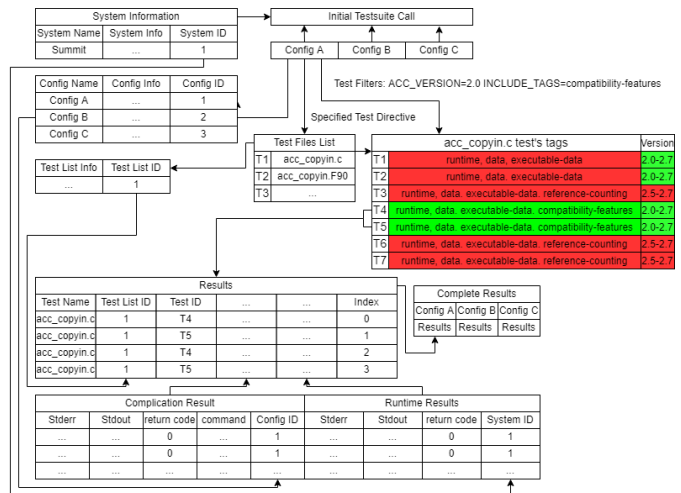 System Information
System Name System Info System ID
Summit ... 1
Initial Testsuite Call
Config A Config B Config C
Test Filters: ACC_VERSION=2.0 INCLUDE_TAGS=compatibility-features
Config Name Config Info Config ID
Config A ... 1
Config B ... 2
Config C ... 3
Specified Test Directive
Test Files List
T1 acc_copyin.c
T2 acc_copyin.F90
T3 ...
acc_copyin.c test's tags Version
T1 runtime, data, executable-data 2.0-2.7
T2 runtime, data. executable-data 2.0-2.7
T3 runtime, data. executable-data. reference-counting 2.5-2.7
T4 runtime, data. executable-data. compatibility-features 2.0-2.7
T5 runtime, data. executable-data. compatibility-features 2.0-2.7
T6 runtime, data. executable-data. reference-counting 2.5-2.7
T7 runtime, data. executable-data. reference-counting 2.5-2.7
Test List Info Test List ID
... 1
Results
Test Name Test List ID Test ID ... ... Index
acc_copyin.c 1 T4 ... ... 0
acc_copyin.c 1 T5 ... ... 1
acc_copyin.c 1 T4 ... ... 2
acc_copyin.c 1 T5 ... ... 3
Complete Results
Config A Config B Config C
Results Results Results
Complication Result Runtime Results
Stderr Stdout return code command Config ID Stderr Stdout return code System ID
... ... 0 ... 1 ... ... 0 1
... ... 0 ... 1 ... ... 0 1
... ... ... ... ... ... ... ... ...